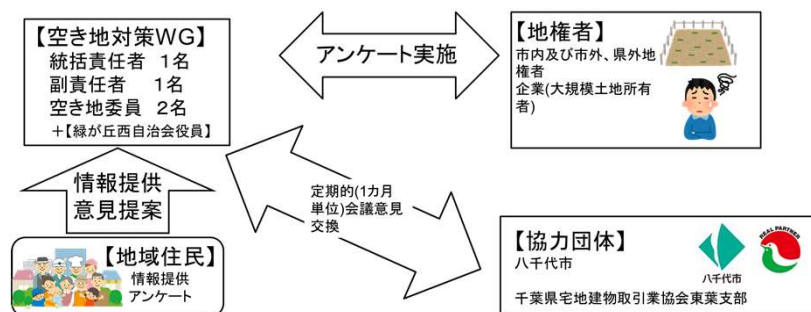 【空き地対策WG】
統括責任者 1名
副責任者 1名
空き地委員 2名
+【緑が丘西自治会役員】
アンケート実施
【地権者】
市内及び市外、県外地
権者
企業(大規模土地所有
者)
情報提供
意見提案
定期的(1カ月
単位)会議意見
交換
【地域住民】
情報提供
アンケート
【協力団体】
八千代市
千葉県宅地建物取引業協会東葉支部
八千代市
REAL PARTNER